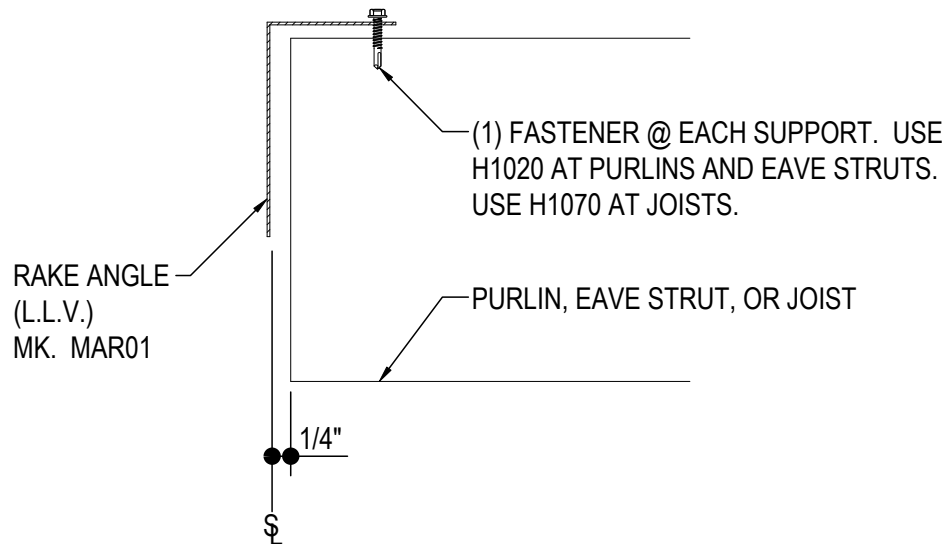 (1) FASTENER @ EACH SUPPORT. USE
H1020 AT PURLINS AND EAVE STRUTS.
USE H1070 AT JOISTS.
RAKE ANGLE
(L.L.V.)
MK. MAR01
PURLIN, EAVE STRUT, OR JOIST
1/4"
SL